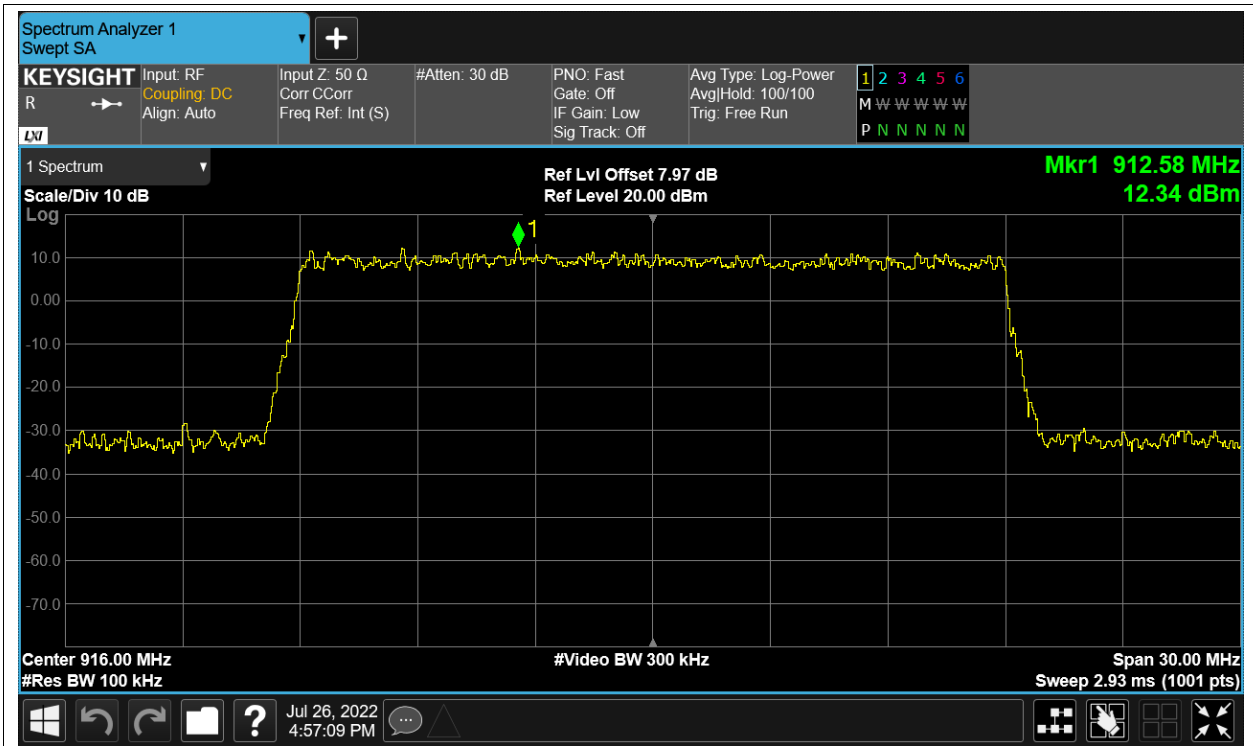 Spectrum Analyzer 1
Swept SA
+
KEYSIGHT
R
LXI
Input: RF
Coupling: DC
Align: Auto
Input Z: 50 Ω
Corr CCorr
Freq Ref: Int (S)
#Atten: 30 dB
PNO: Fast
Gate: Off
IF Gain: Low
Sig Track: Off
Avg Type: Log-Power
Avg|Hold: 100/100
Trig: Free Run
1 2 3 4 5 6
M W W W W W
P N N N N N
1 Spectrum
Scale/Div 10 dB
Ref Lvl Offset 7.97 dB
Ref Level 20.00 dBm
Mkr1 912.58 MHz
12.34 dBm
Log
1
10.0
0.00
-10.0
-20.0
-30.0
-40.0
-50.0
-60.0
-70.0
Center 916.00 MHz
#Video BW 300 kHz
Span 30.00 MHz
#Res BW 100 kHz
Sweep 2.93 ms (1001 pts)
?
Jul 26, 2022
4:57:09 PM